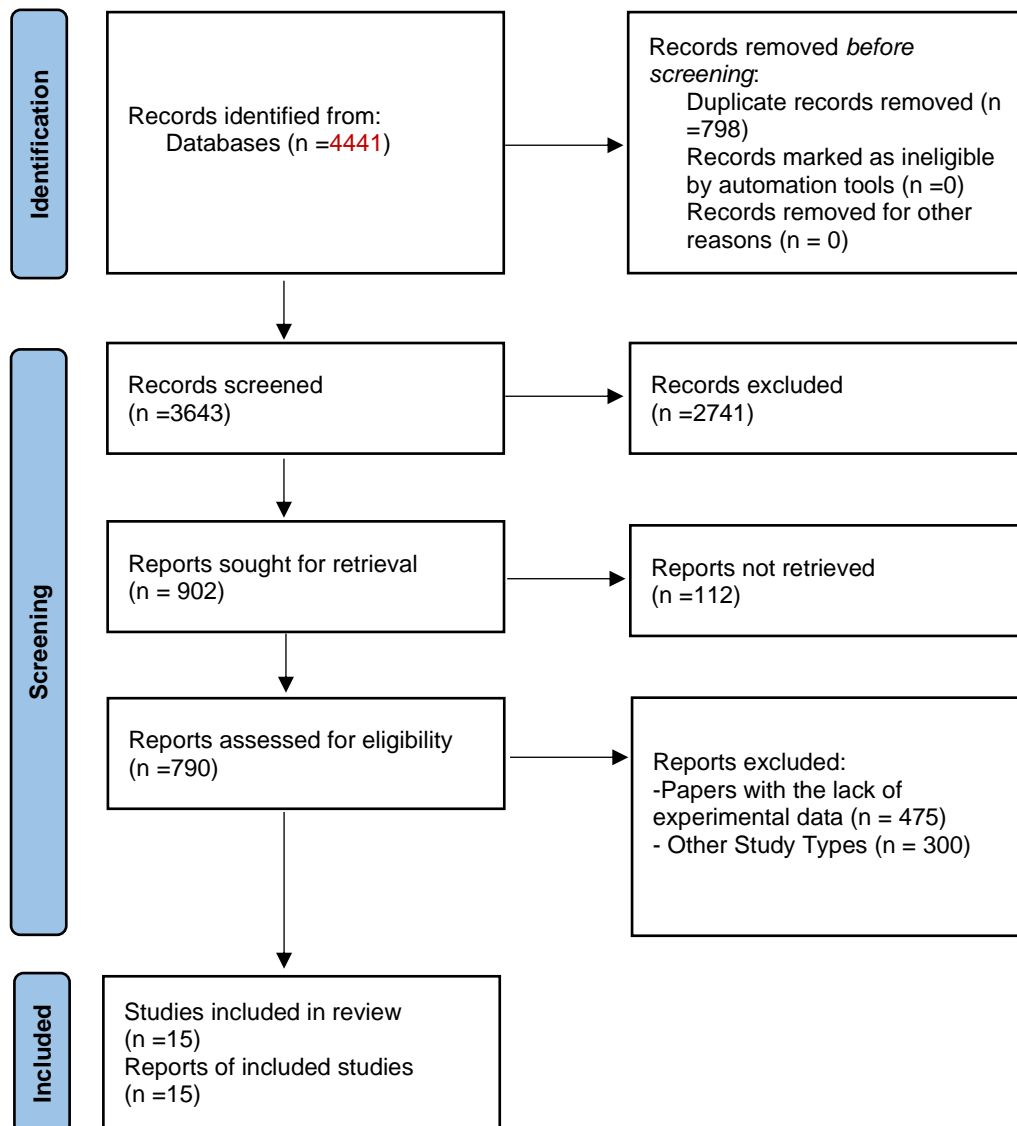 Identification
Records identified from:
Databases (n =4441)
Records removed before
screening:
Duplicate records removed (n
=798)
Records marked as ineligible
by automation tools (n =0)
Records removed for other
reasons (n = 0)
Screening
Records screened
(n =3643)
Records excluded
(n =2741)
Reports sought for retrieval
(n = 902)
Reports not retrieved
(n =112)
Reports assessed for eligibility
(n =790)
Reports excluded:
-Papers with the lack of
experimental data (n = 475)
- Other Study Types (n = 300)
Included
Studies included in review
(n =15)
Reports of included studies
(n =15)